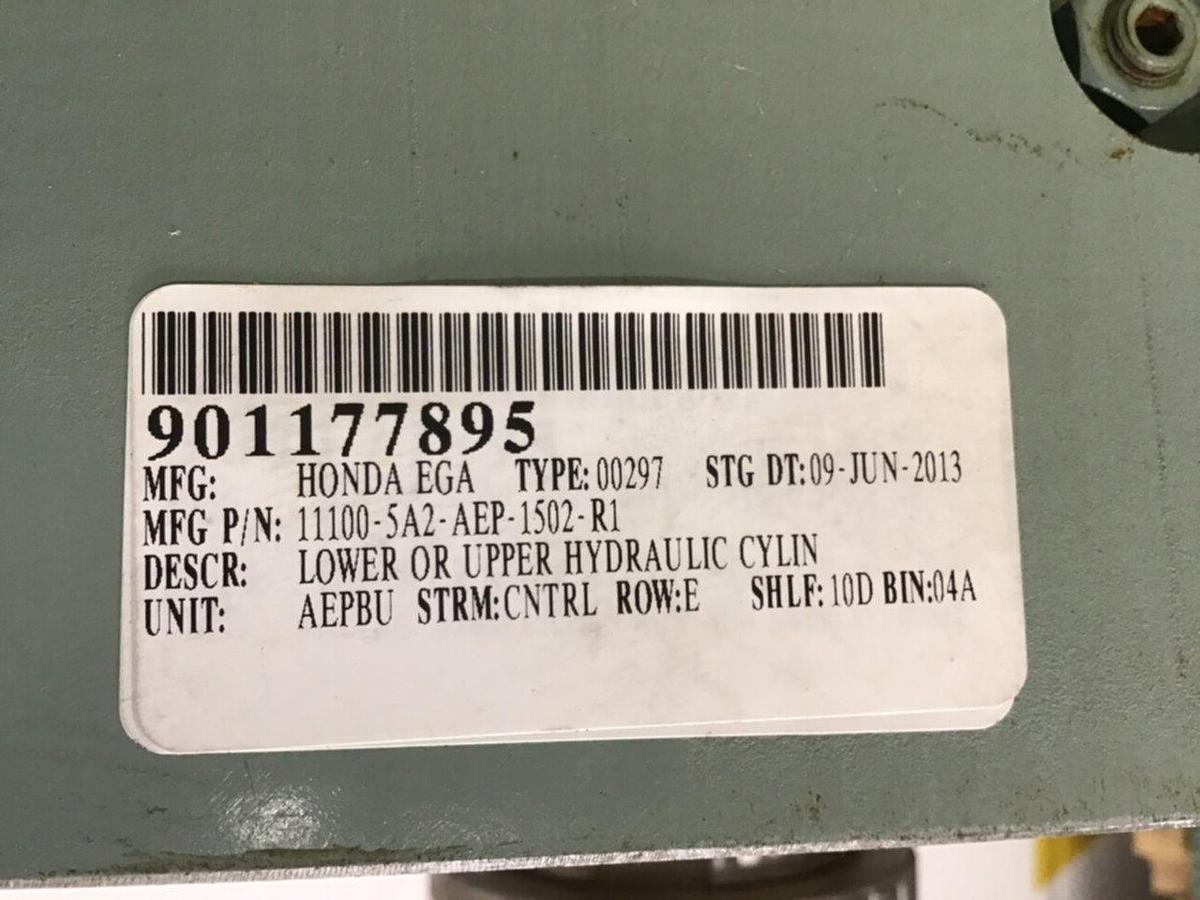 901177895
MFG: HONDA EGA TYPE: 00297 STG DT: 09-JUN-2013
MFG P/N: 11100-5A2-AEP-1502-R1
DESCR: LOWER OR UPPER HYDRAULIC CYLIN
UNIT: AEPBU STRM: CNTRL ROW:E SHLF: 10D BIN:04A